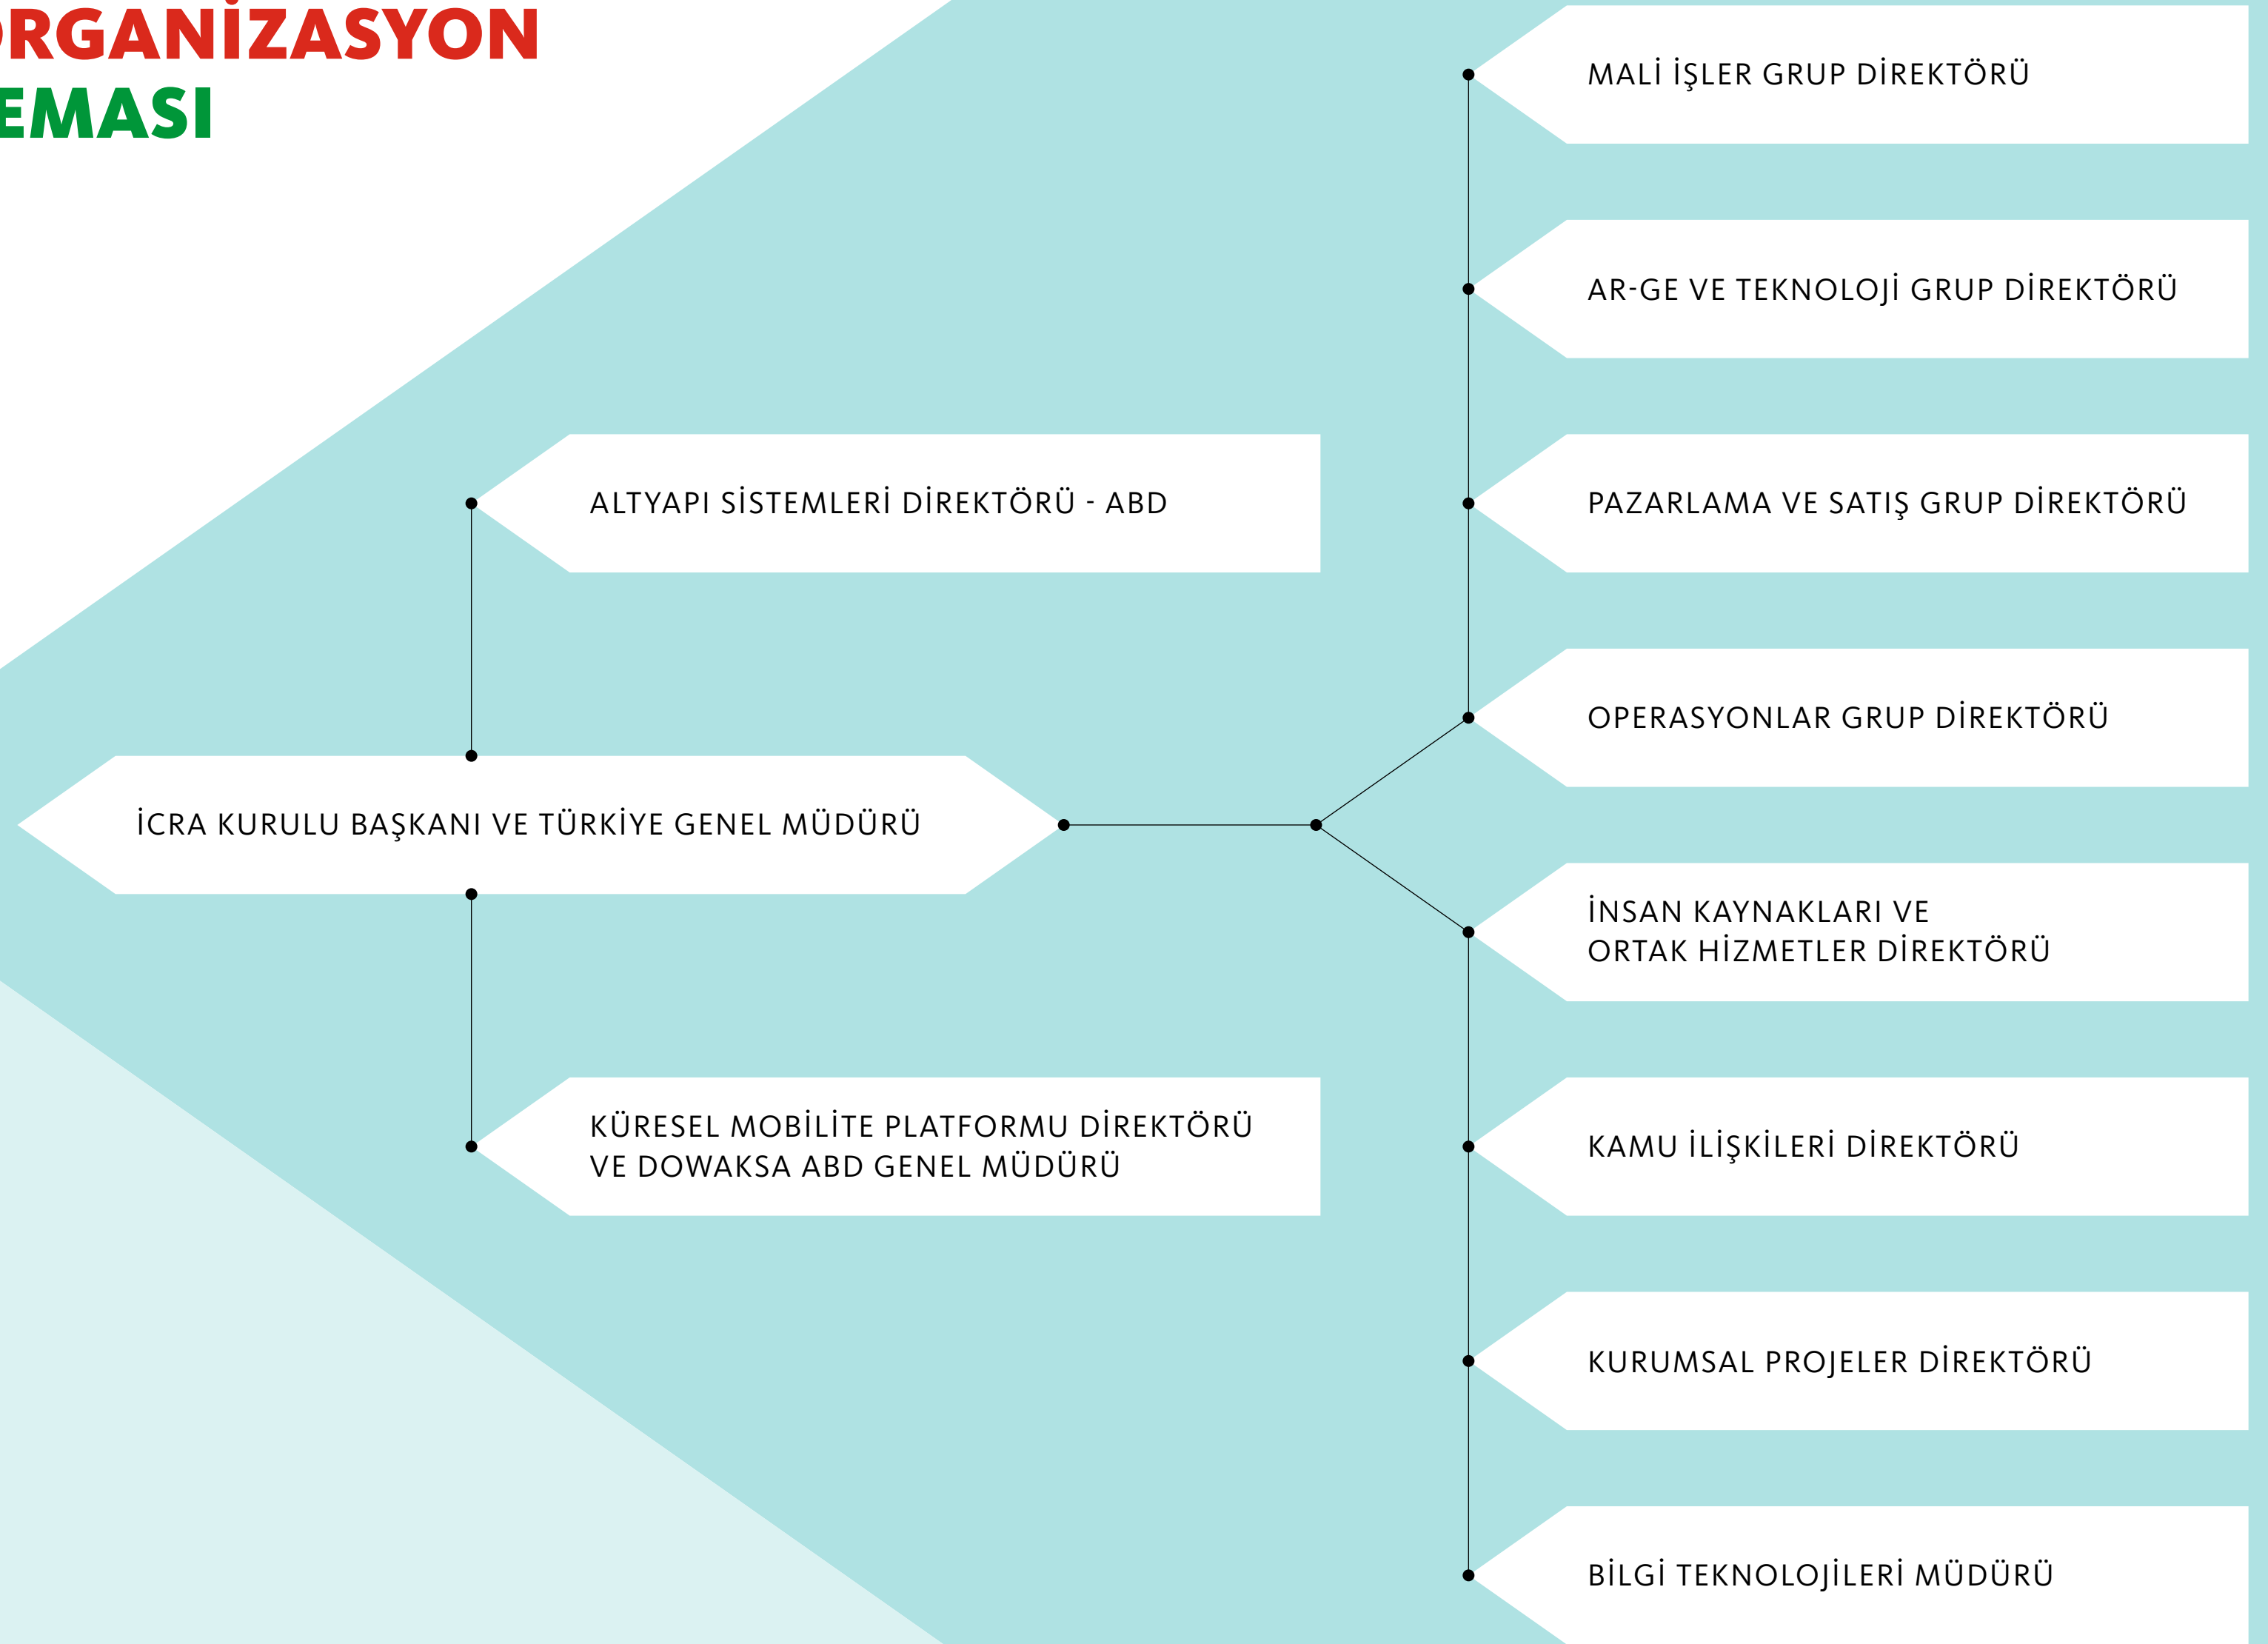 ORGANİZASYON
EMASI
MALİ İŞLER GRUP DİREKTÖRÜ
AR-GE VE TEKNOLOJİ GRUP DİREKTÖRÜ
ALTYAPI SİSTEMLERİ DİREKTÖRÜ - ABD
PAZARLAMA VE SATIŞ GRUP DİREKTÖRÜ
OPERASYONLAR GRUP DİREKTÖRÜ
İCRA KURULU BAŞKANI VE TÜRKİYE GENEL MÜDÜRÜ
İNSAN KAYNAKLARI VE
ORTAK HİZMETLER DİREKTÖRÜ
KÜRESEL MOBİLİTE PLATFORMU DİREKTÖRÜ
VE DOWAKSA ABD GENEL MÜDÜRÜ
KAMU İLİŞKİLERİ DİREKTÖRÜ
KURUMSAL PROJELER DİREKTÖRÜ
BİLGİ TEKNOLOJİLERİ MÜDÜRÜ